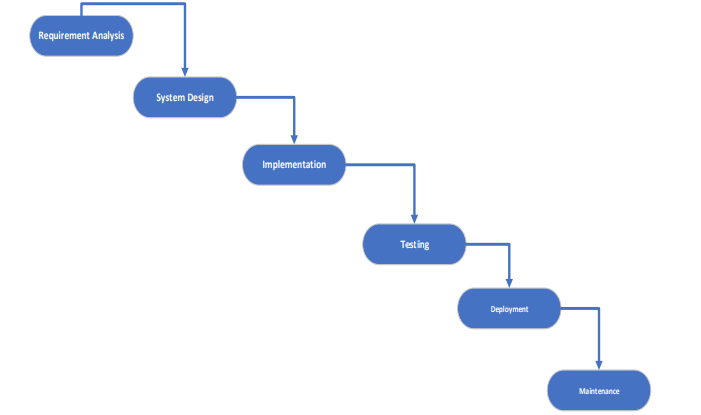 Requirement Analysis
System Design
Implementation
Testing
Deployment
Maintenance